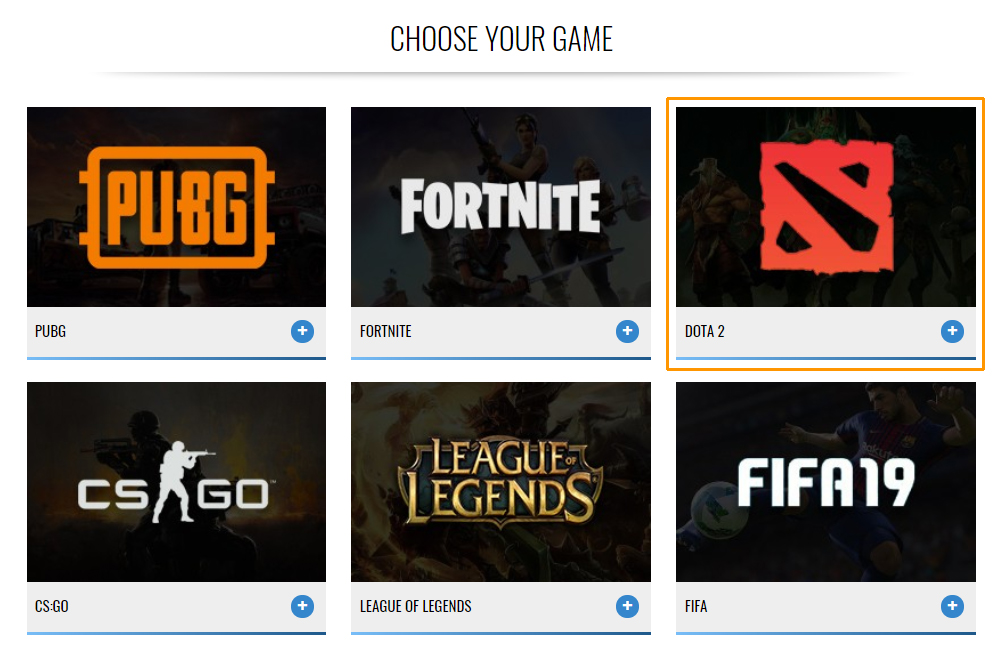 CHOOSE YOUR GAME
PUBG
FORTNITE
PUBG
FORTNITE
DOTA 2
CS GO™
LEAGUE OF LEGENDS
FIFA19
CS:GO
LEAGUE OF LEGENDS
FIFA